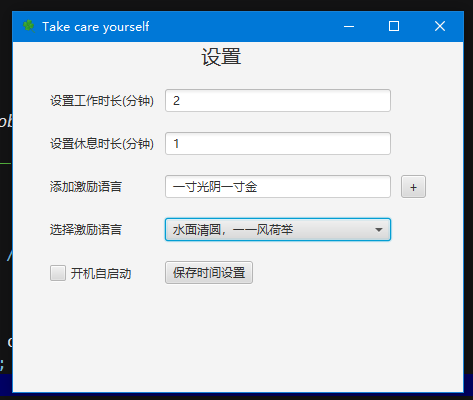 Take care yourself
设置
设置工作时长(分钟) 2
设置休息时长(分钟) 1
添加激励语言 一寸光阴一寸金 +
选择激励语言 水面清圆，一一风荷举
开机自启动 保存时间设置